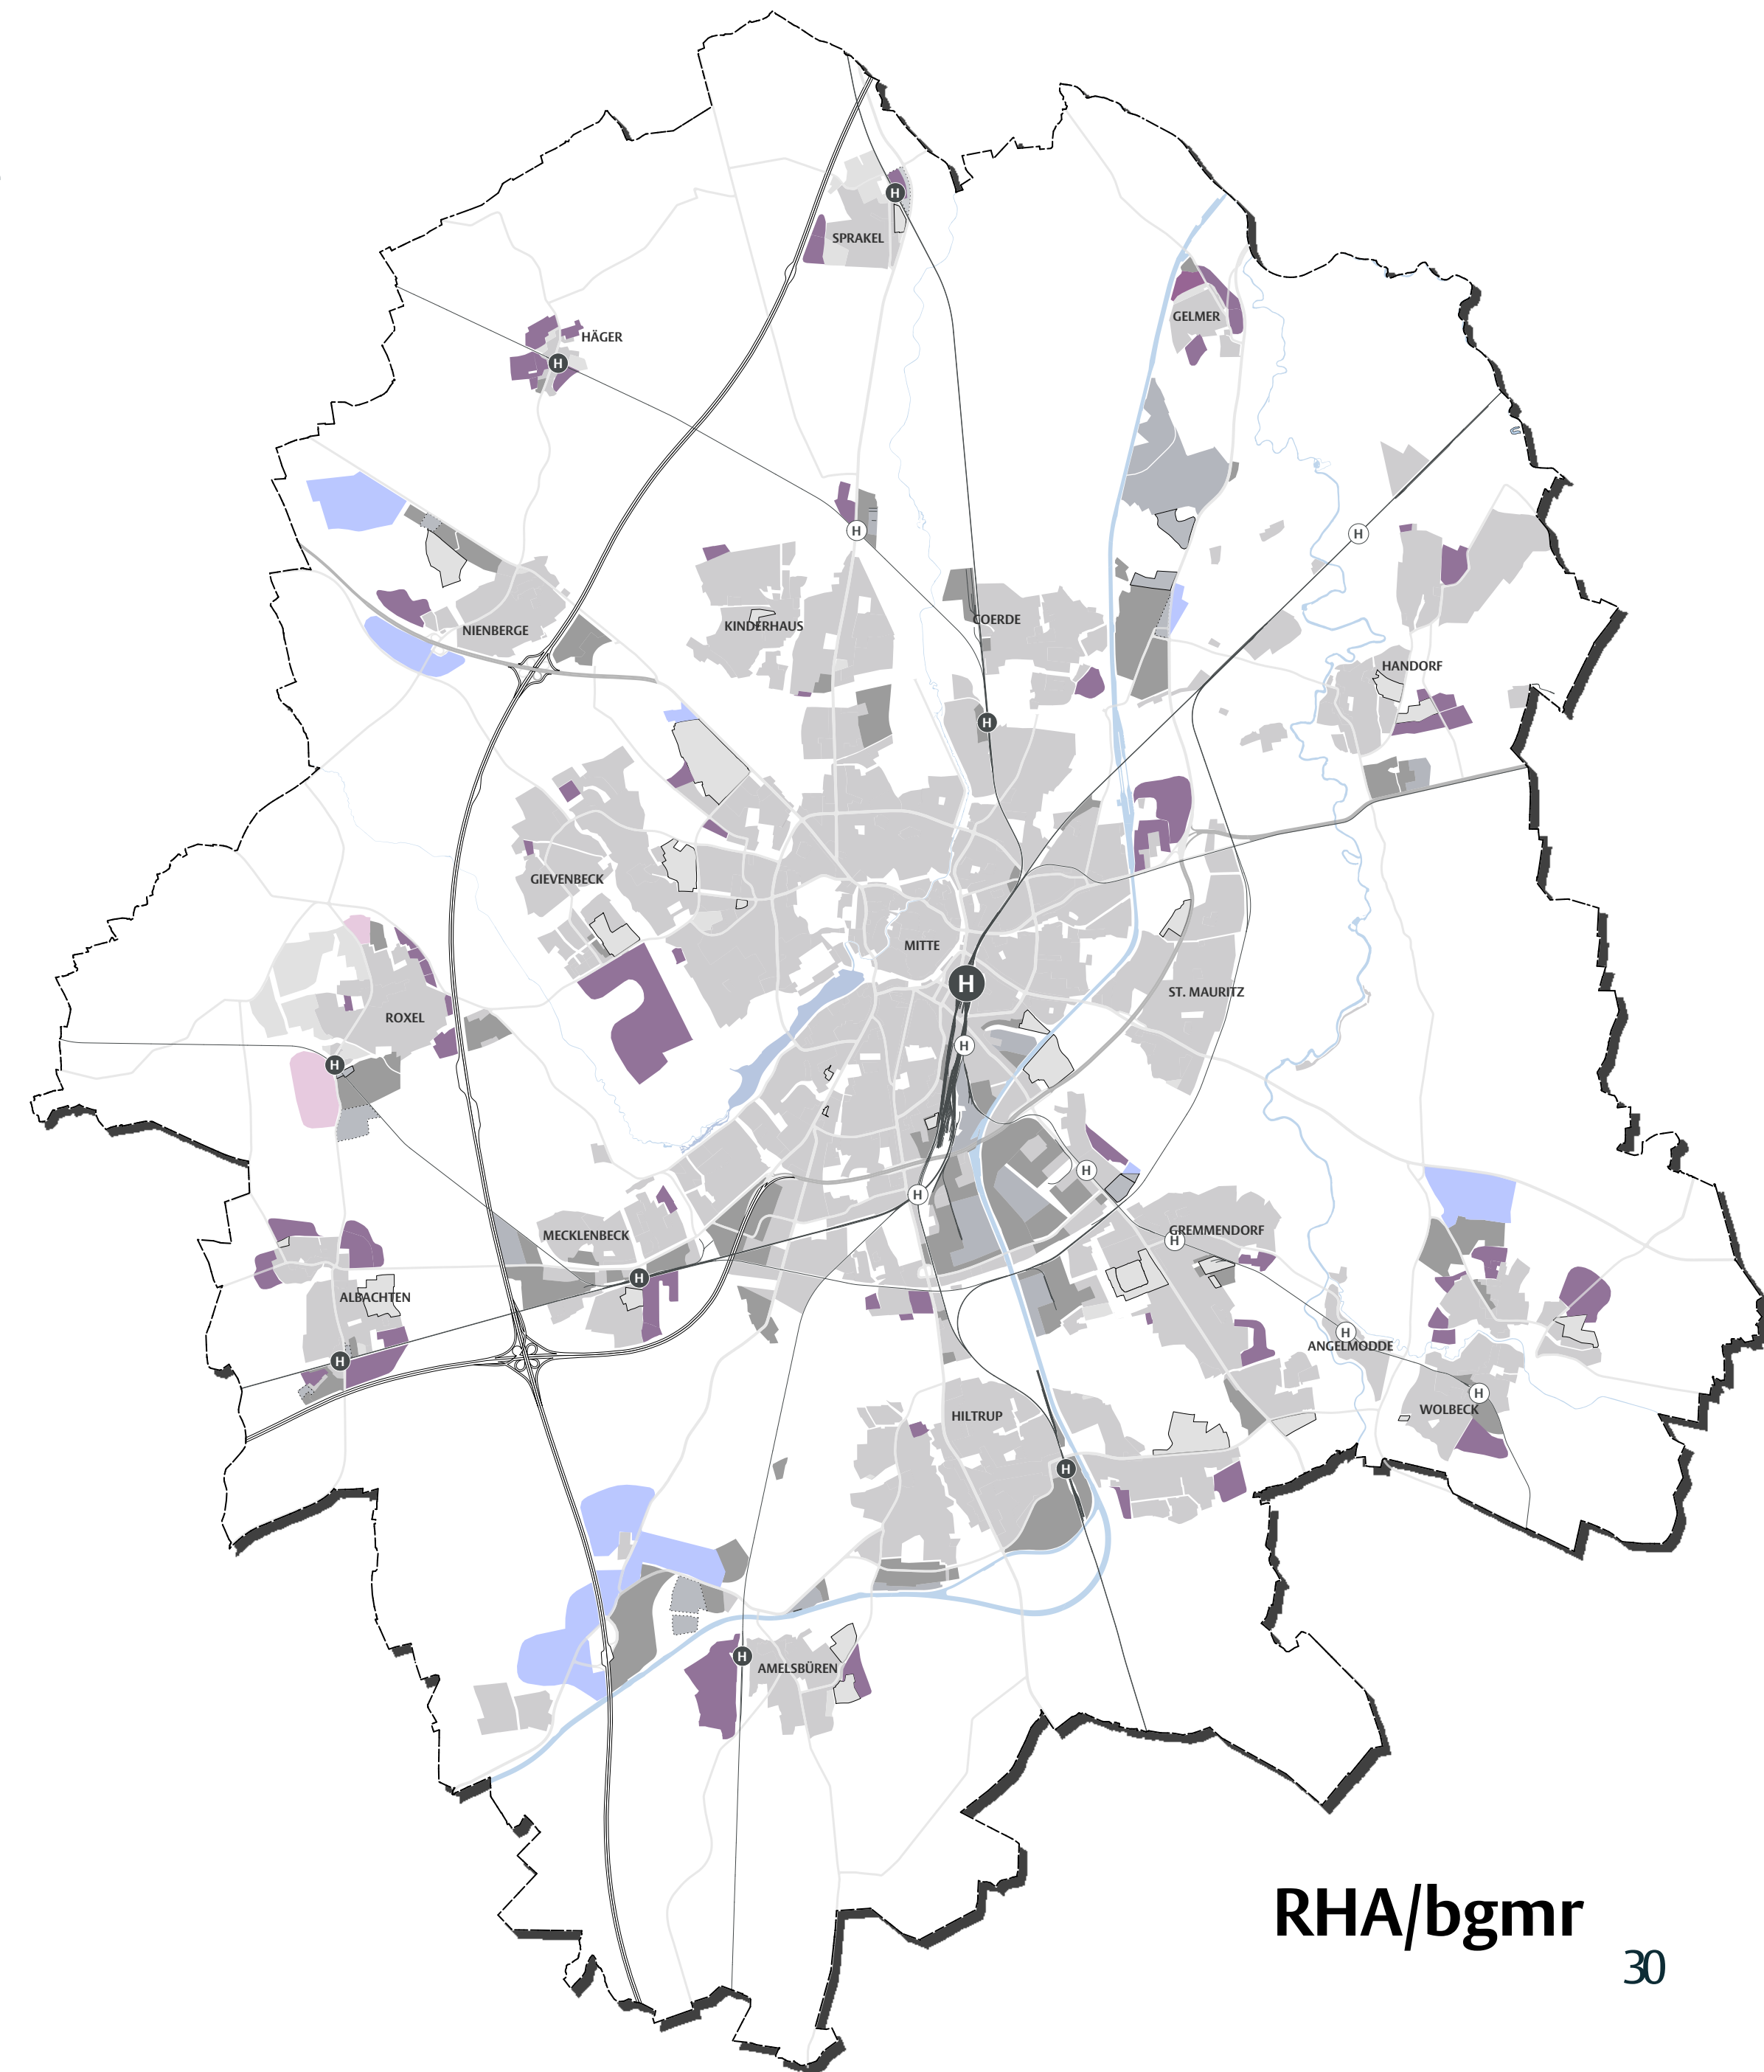 H
SPRAKEL
GELMER
HÄGER
H
H
H
NIENBERGE
KINDERHAUS
COERDE
HANDORF
H
GIEVENBECK
MITTE
H
ST. MAURITZ
ROXEL
H
H
H
H
MECKLENBECK
GREMMENDORF
H
H
ALBACHTEN
H
ANGELMODDE
H
H
WOLBECK
HILTRUP
H
H
AMELSBÜREN
RHA/bgmr
30